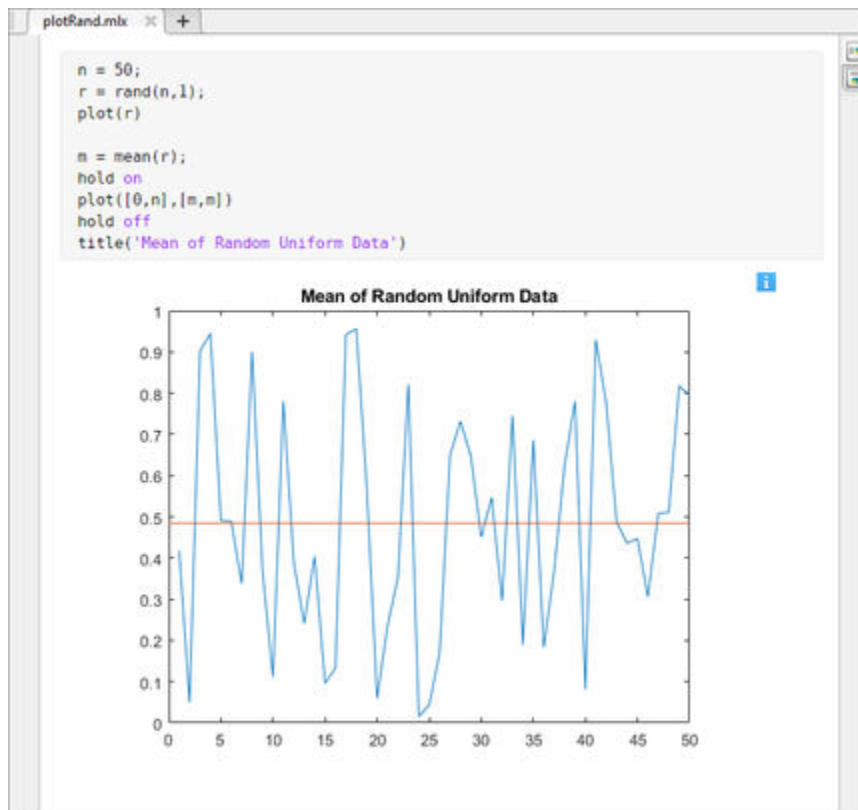 plotRand.mlx
n = 50;
r = rand(n,1);
plot(r)
m = mean(r);
hold on
plot([0,n],[m,m])
hold off
title('Mean of Random Uniform Data')
Mean of Random Uniform Data
1
0.9
0.8
0.7
0.6
0.5
0.4
0.3
0.2
0.1
0
0 5 10 15 20 25 30 35 40 45 50